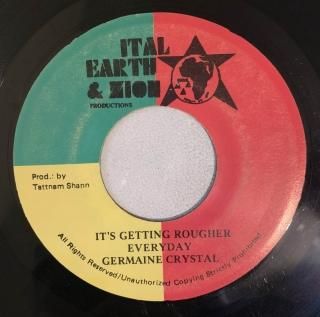 ITAL
EARTH
& ZION
PRODUCTIONS
Prod.: by
Tattnam Shann
IT'S GETTING ROUGHER
EVERYDAY
GERMAINE CRYSTAL
All Rights Reserved/Unauthorized Copying Strictly Prohibited